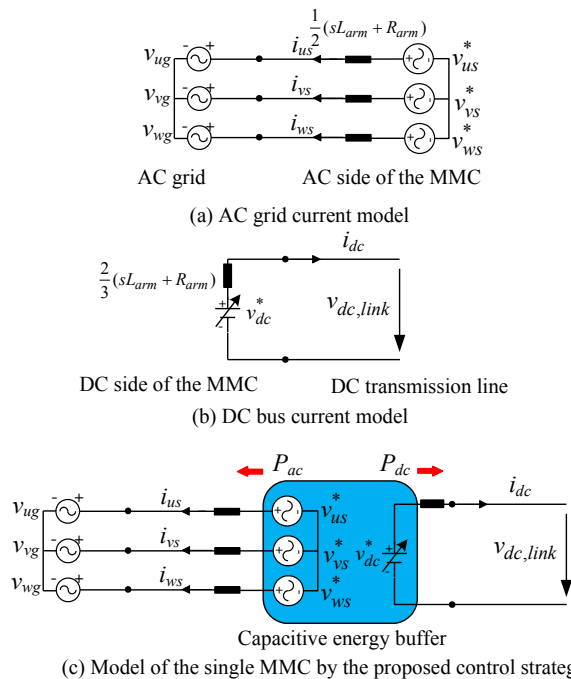 1/2 (sL_arm + R_arm)
v_ug - + i_us + - v*_us
v_vg - + i_vs + - v*_vs
v_wg - + i_ws + - v*_ws
AC grid AC side of the MMC
(a) AC grid current model
i_dc
2/3 (sL_arm + R_arm)
+ - v*_dc v_dc,link
DC side of the MMC DC transmission line
(b) DC bus current model
P_ac P_dc
v_ug - + i_us + - v*_us i_dc
v_vg - + i_vs + - v*_vs v*_dc + - v_dc,link
v_wg - + i_ws + - v*_ws
Capacitive energy buffer
(c) Model of the single MMC by the proposed control strateg